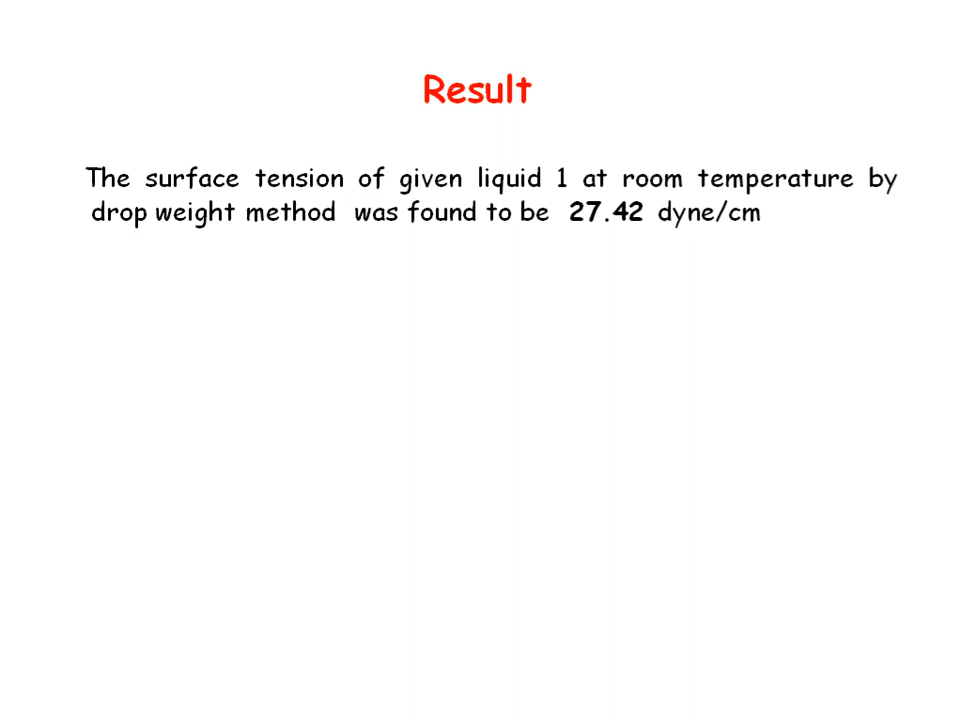 Result
The surface tension of given liquid 1 at room temperature by
drop weight method was found to be 27.42 dyne/cm